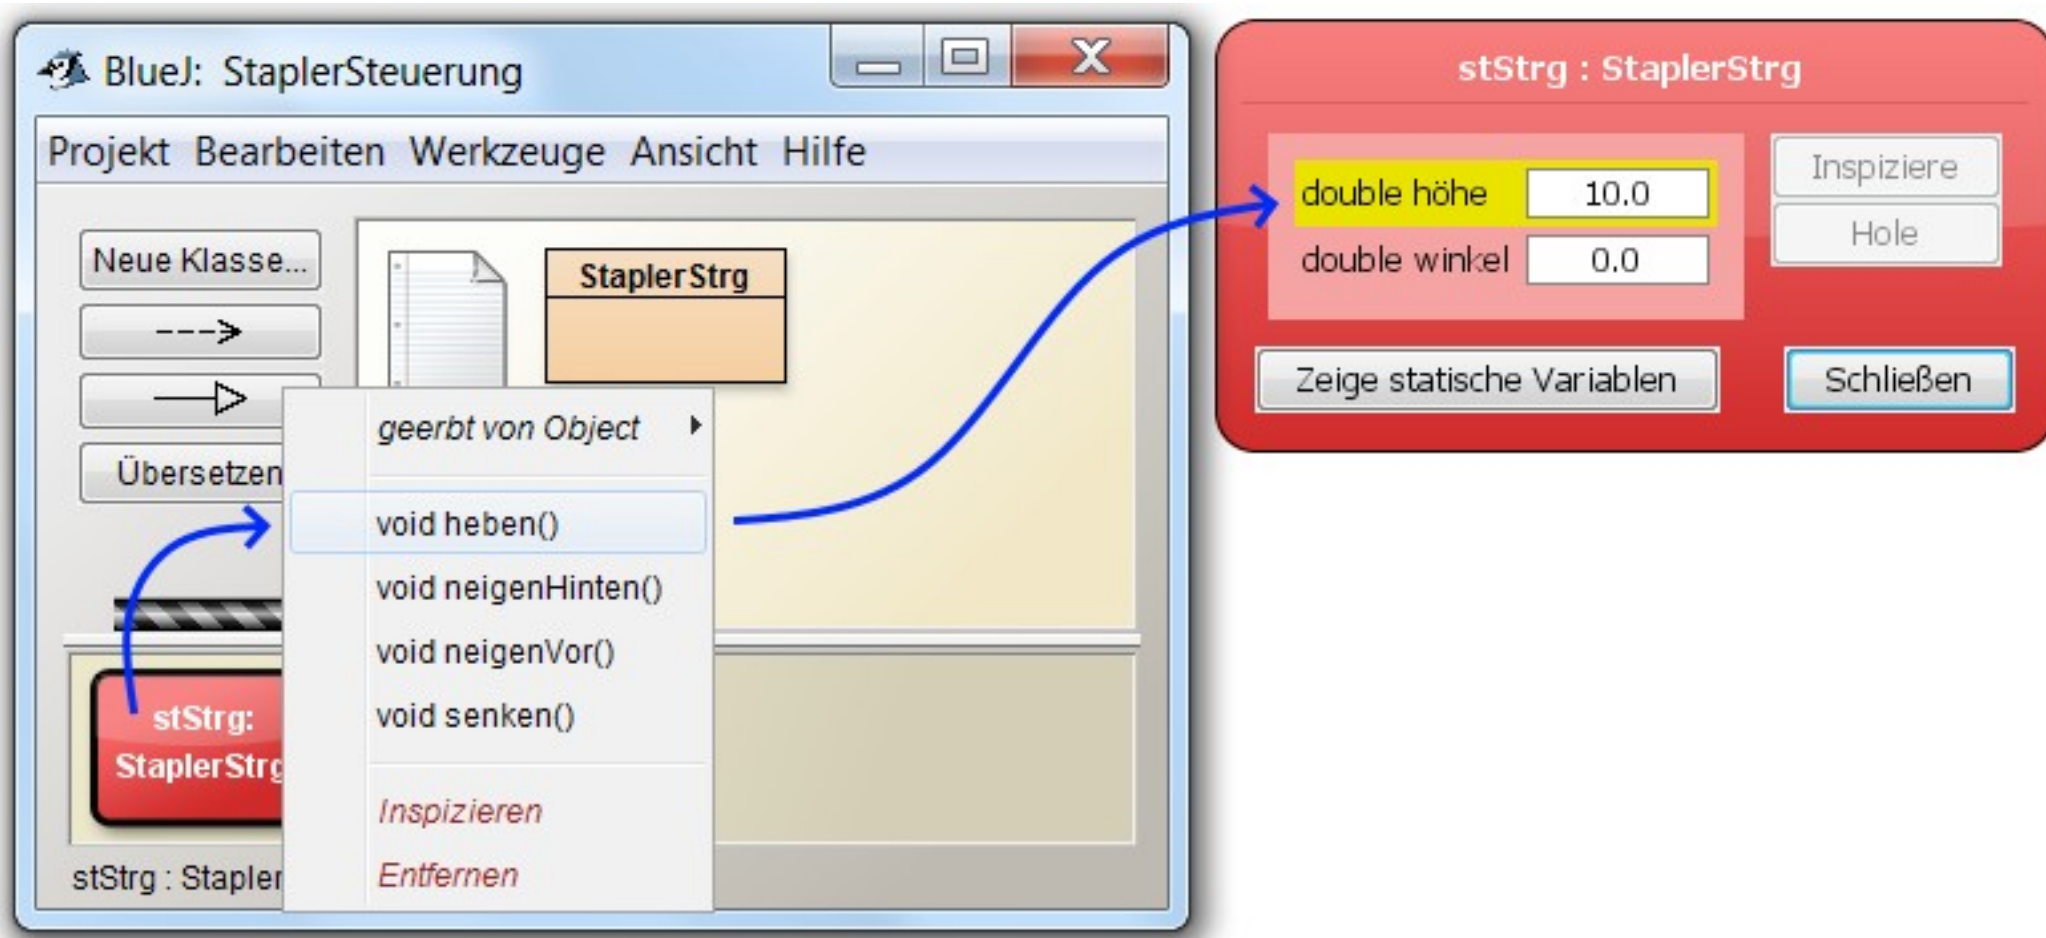 BlueJ: StaplerSteuerung
Projekt Bearbeiten Werkzeuge Ansicht Hilfe
Neue Klasse...
StaplerStrg
Übersetzen
geerbt von Object
void heben()
void neigenHinten()
void neigenVor()
void senken()
Inspizieren
Entfernen
stStrg:
StaplerStrg
stStrg : Stapler
stStrg : StaplerStrg
double höhe 10.0
double winkel 0.0
Inspiziere
Hole
Zeige statische Variablen
Schließen